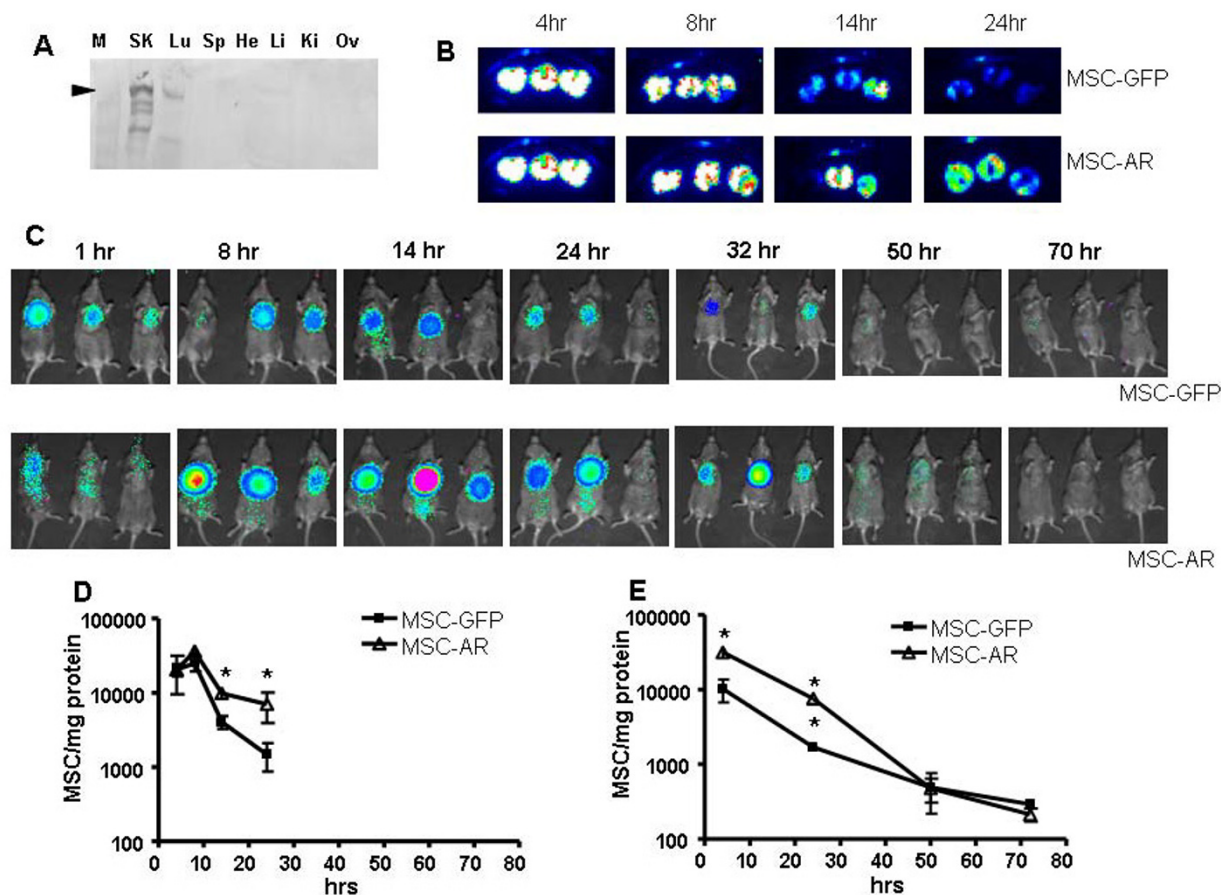 A
M SK Lu Sp He Li Ki Ov
B
4hr 8hr 14hr 24hr
MSC-GFP
MSC-AR
C
1 hr 8 hr 14 hr 24 hr 32 hr 50 hr 70 hr
MSC-GFP
MSC-AR
D
MSC-GFP
MSC-AR
100000
10000
1000
100
MSC/mg protein
* *
0 10 20 30 40 50 60 70 80
hrs
E
MSC-GFP
MSC-AR
100000
10000
1000
100
MSC/mg protein
*
*
*
0 10 20 30 40 50 60 70 80
hrs